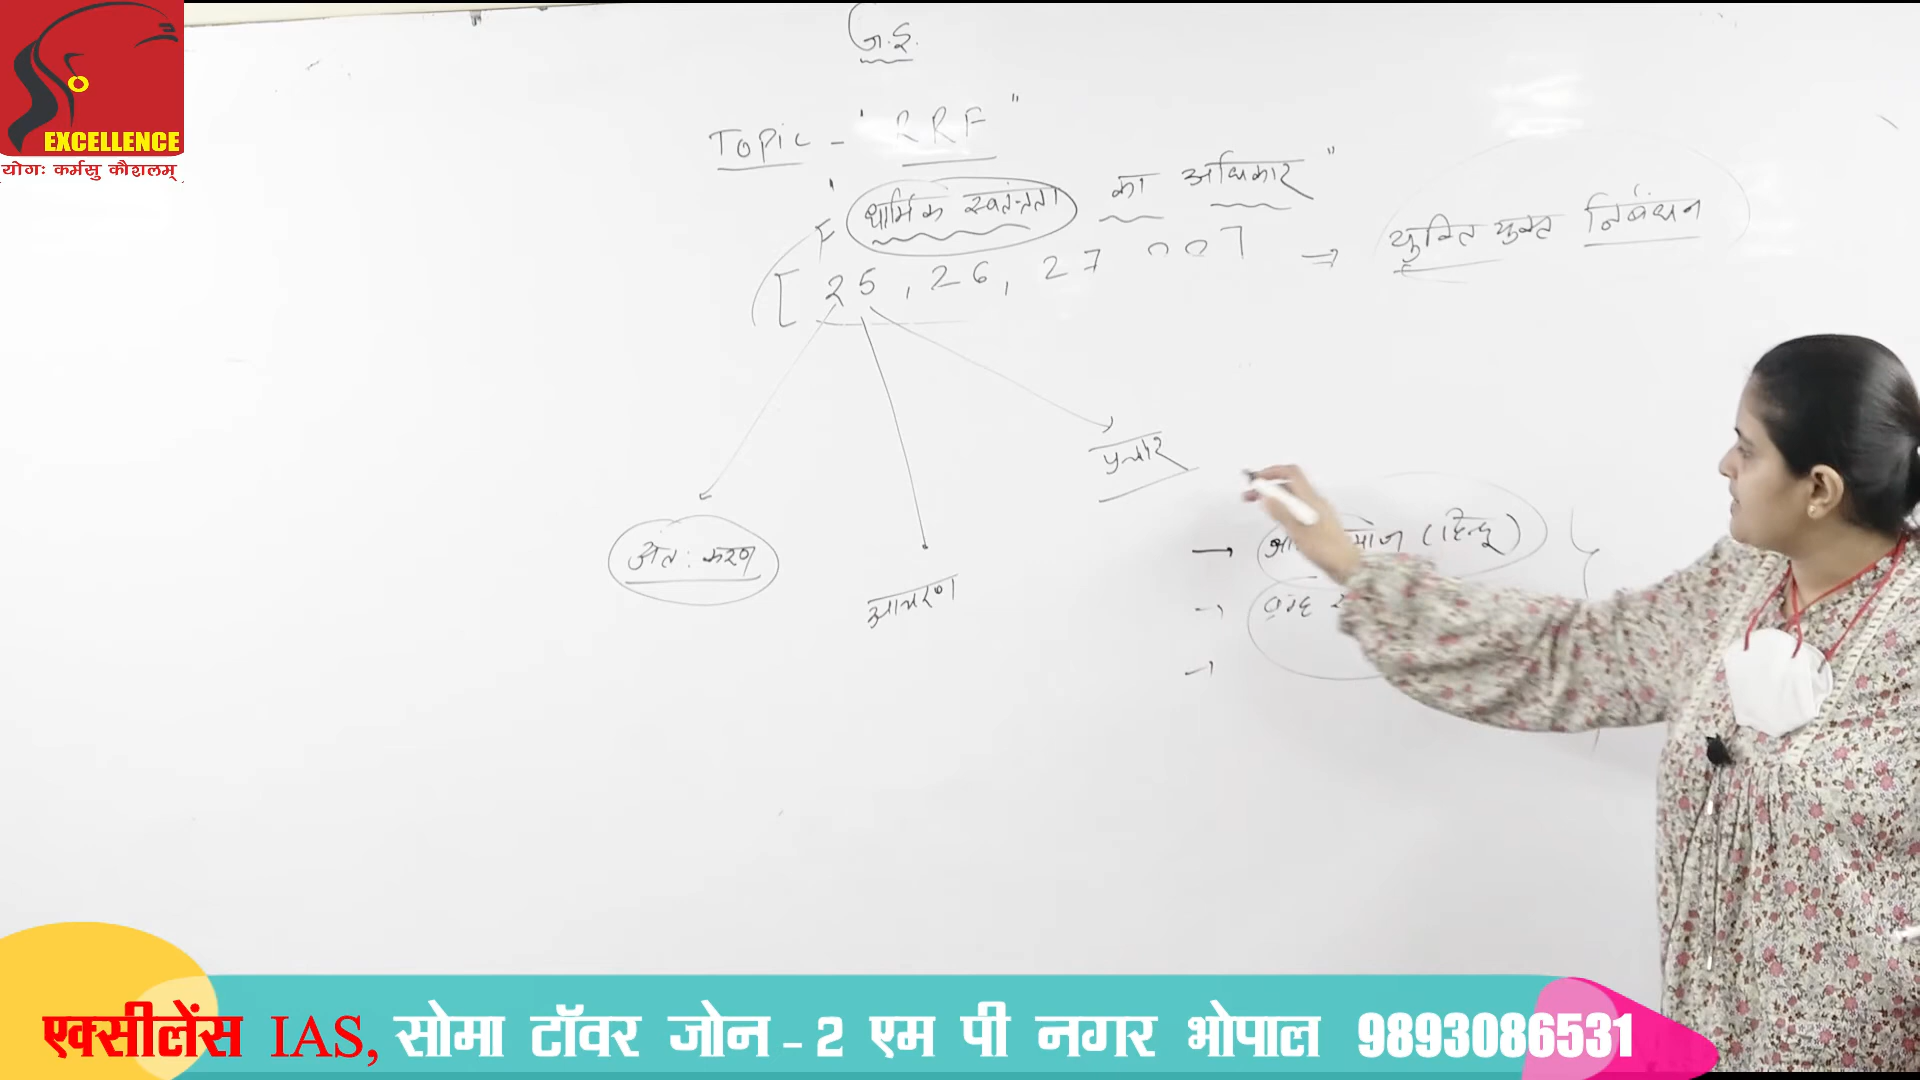 EXCELLENCE
योगः कर्मसु कौशलम्
Topic - " RRF "
" धार्मिक स्वतंत्रता का अधिकार "
[ 25 , 26 , 27 ⇒ युक्ति युक्त निर्बंधन
प्रचार
अंतः करण
आचरण
→ (हिन्दू)
→
→
एक्सीलेंस IAS, सोमा टॉवर जोन - 2 एम पी नगर भोपाल 9893086531